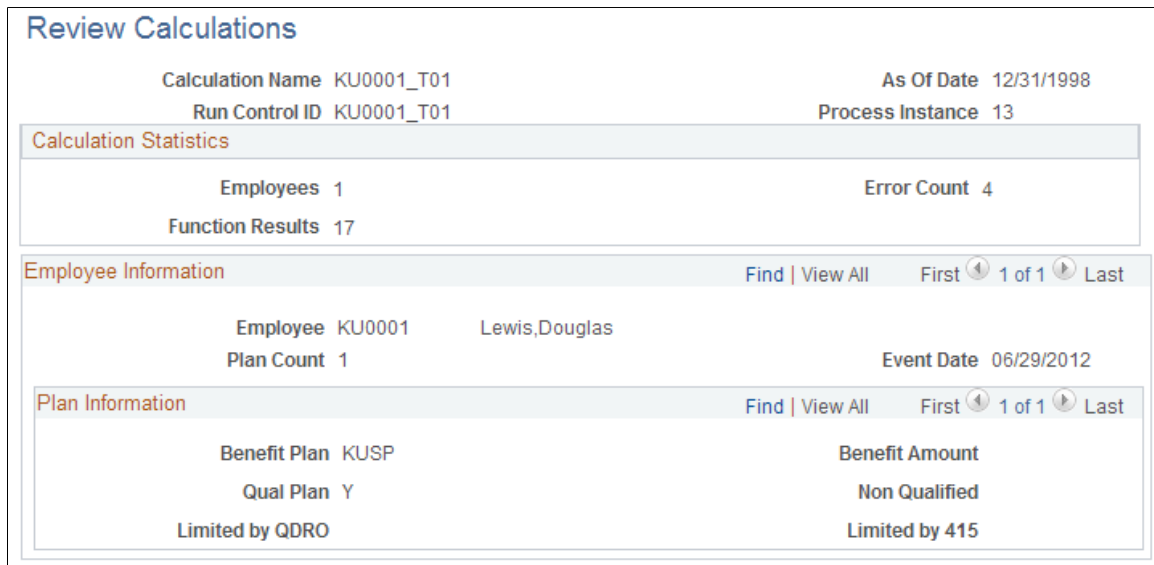 Review Calculations
Calculation Name KU0001_T01 As Of Date 12/31/1998
Run Control ID KU0001_T01 Process Instance 13
Calculation Statistics
Employees 1 Error Count 4
Function Results 17
Employee Information Find | View All First 1 of 1 Last
Employee KU0001 Lewis,Douglas
Plan Count 1 Event Date 06/29/2012
Plan Information Find | View All First 1 of 1 Last
Benefit Plan KUSP Benefit Amount
Qual Plan Y Non Qualified
Limited by QDRO Limited by 415